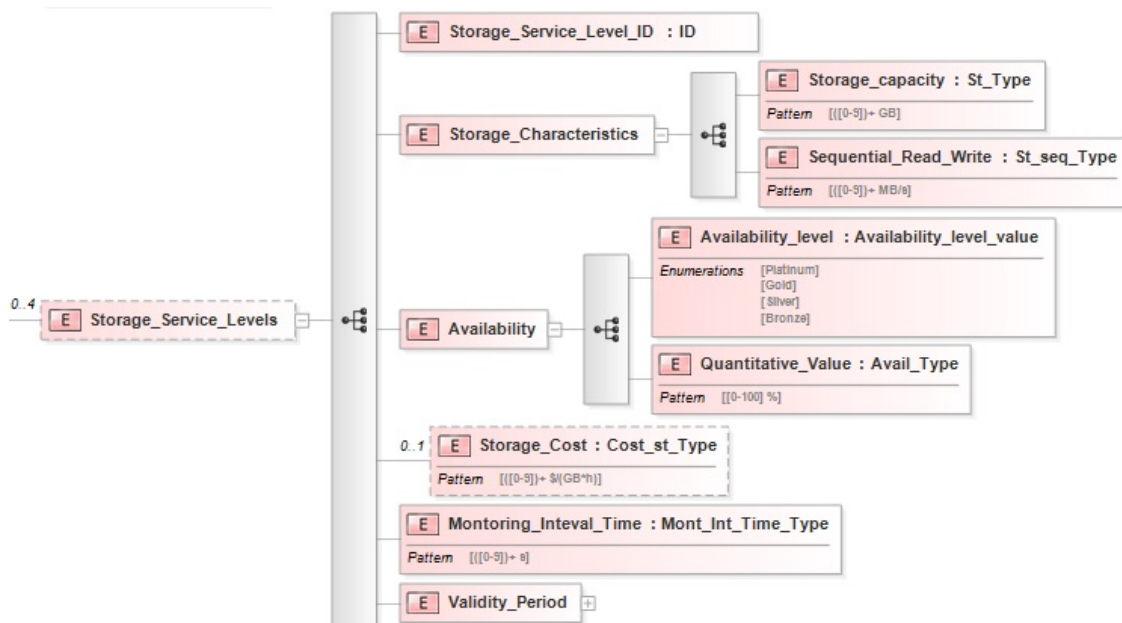 E Storage_Service_Level_ID : ID
E Storage_capacity : St_Type
Pattern [([0-9])+ GB]
E Storage_Characteristics
E Sequential_Read_Write : St_seq_Type
Pattern [([0-9])+ MB/s]
E Availability_level : Availability_level_value
Enumerations [Platinum]
[Gold]
[Silver]
[Bronze]
0..4
E Storage_Service_Levels
E Availability
E Quantitative_Value : Avail_Type
Pattern [[0-100] %]
0..1 E Storage_Cost : Cost_st_Type
Pattern [([0-9])+ $/(GB*h)]
E Montoring_Inteval_Time : Mont_Int_Time_Type
Pattern [([0-9])+ s]
E Validity_Period